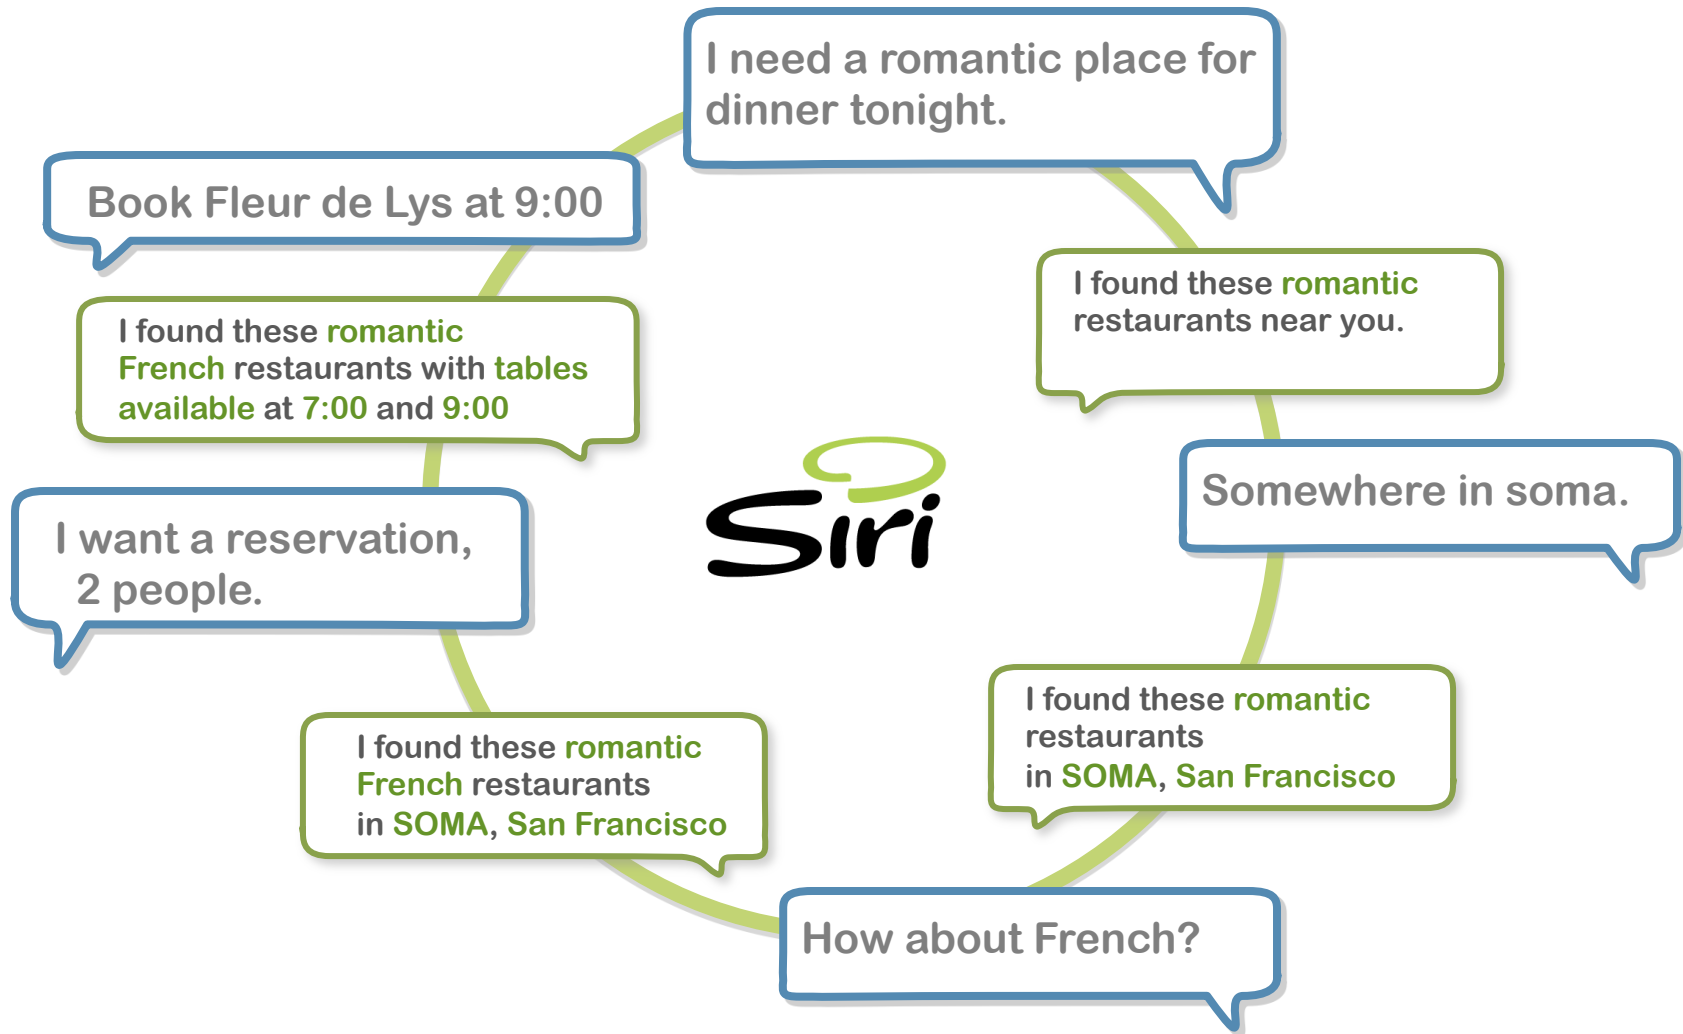 I need a romantic place for
dinner tonight.
I found these romantic
restaurants near you.
Somewhere in soma.
I found these romantic
restaurants
in SOMA, San Francisco
How about French?
I found these romantic
French restaurants
in SOMA, San Francisco
I want a reservation,
2 people.
I found these romantic
French restaurants with tables
available at 7:00 and 9:00
Book Fleur de Lys at 9:00
Siri